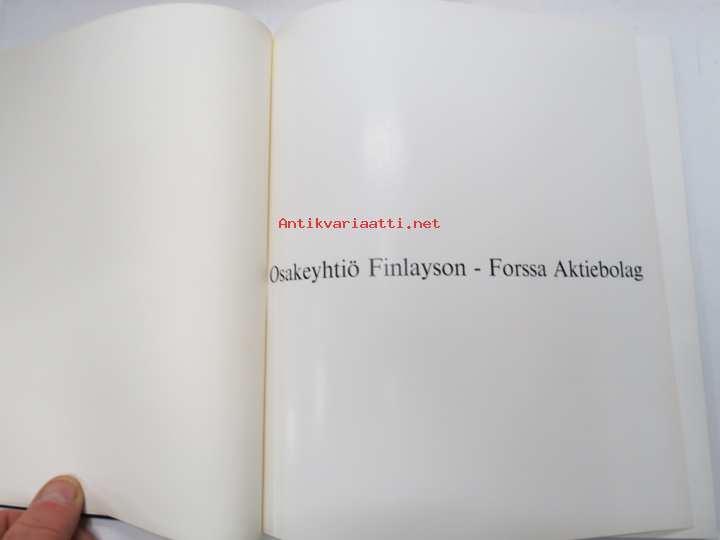 Antikvariaatti.net
Osakeyhtiö Finlayson - Forssa Aktiebolag